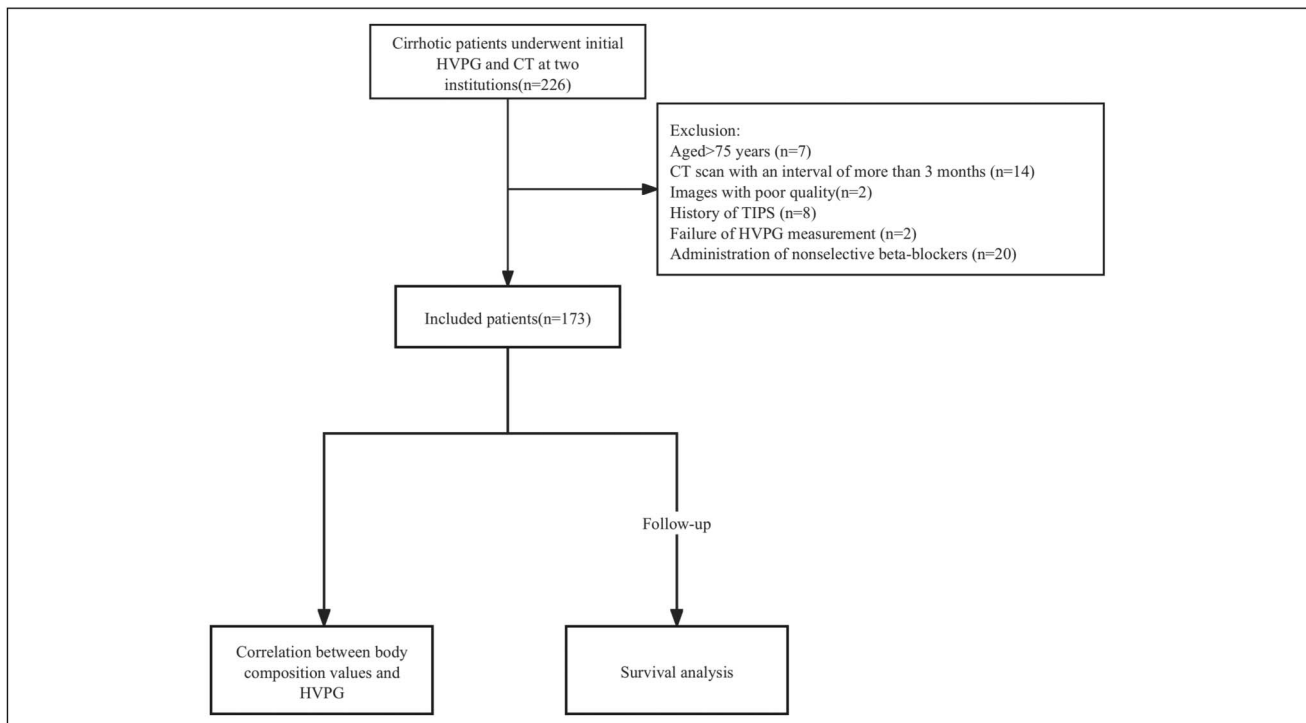 Cirrhotic patients underwent initial
HVPG and CT at two
institutions(n=226)
Exclusion:
Aged>75 years (n=7)
CT scan with an interval of more than 3 months (n=14)
Images with poor quality(n=2)
History of TIPS (n=8)
Failure of HVPG measurement (n=2)
Administration of nonselective beta-blockers (n=20)
Included patients(n=173)
Follow-up
Correlation between body
composition values and
HVPG
Survival analysis